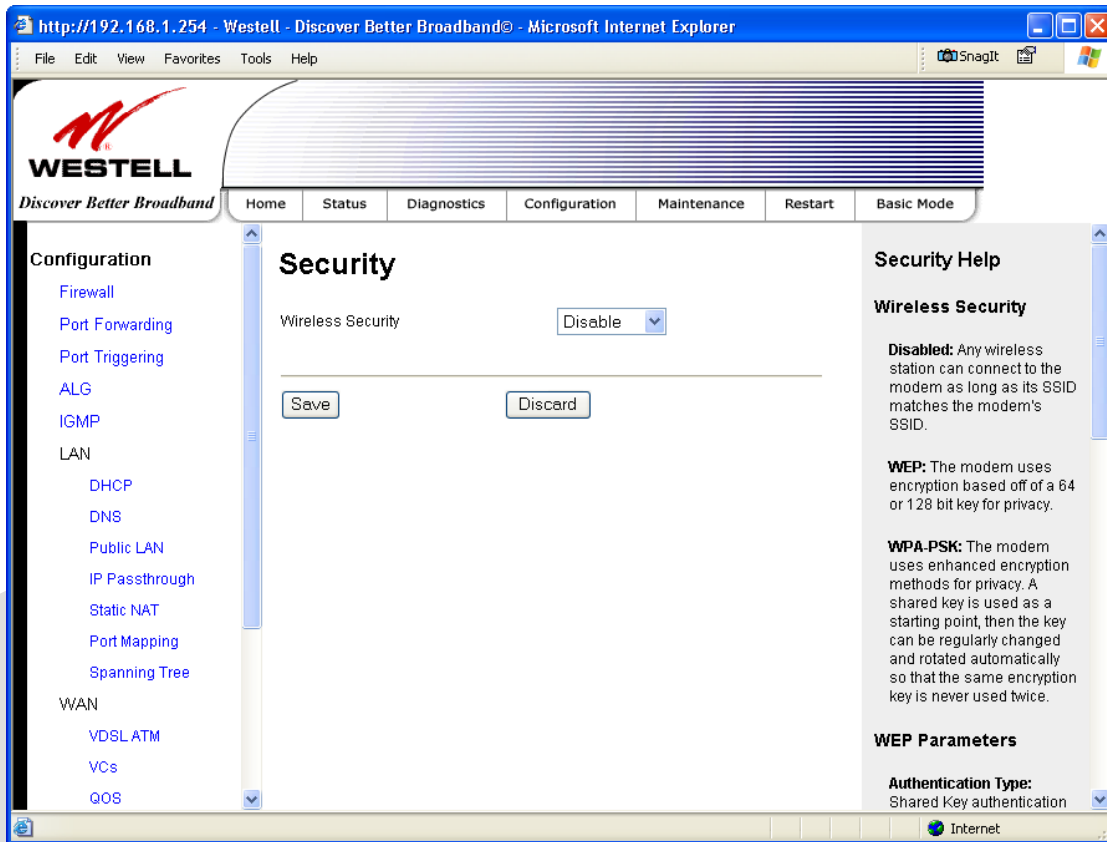 http://192.168.1.254 - Westell - Discover Better Broadband© - Microsoft Internet Explorer
File Edit View Favorites Tools Help
SnagIt
WESTELL
®
Discover Better Broadband
Home Status Diagnostics Configuration Maintenance Restart Basic Mode
Configuration
Firewall
Port Forwarding
Port Triggering
ALG
IGMP
LAN
DHCP
DNS
Public LAN
IP Passthrough
Static NAT
Port Mapping
Spanning Tree
WAN
VDSL ATM
VCs
QOS
Security
Wireless Security Disable
Save Discard
Security Help
Wireless Security
Disabled: Any wireless
station can connect to the
modem as long as its SSID
matches the modem's
SSID.
WEP: The modem uses
encryption based off of a 64
or 128 bit key for privacy.
WPA-PSK: The modem
uses enhanced encryption
methods for privacy. A
shared key is used as a
starting point, then the key
can be regularly changed
and rotated automatically
so that the same encryption
key is never used twice.
WEP Parameters
Authentication Type:
Shared Key authentication
Internet